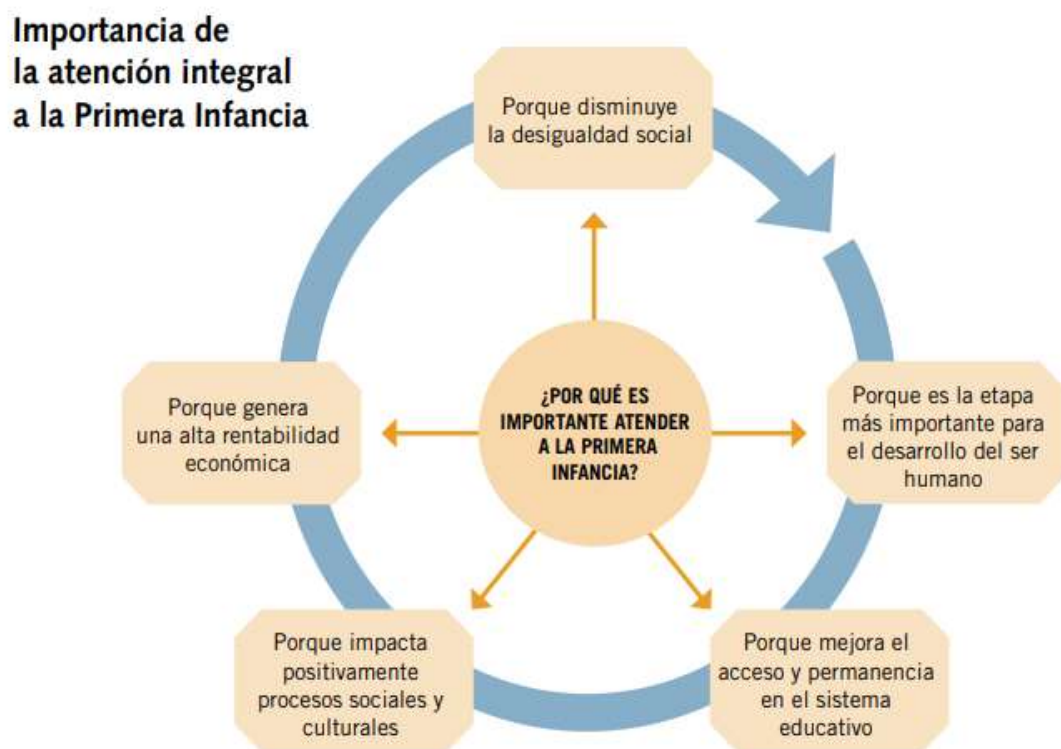 Importancia de
la atención integral
a la Primera Infancia
Porque disminuye
la desigualdad social
¿POR QUÉ ES
IMPORTANTE ATENDER
A LA PRIMERA
INFANCIA?
Porque es la etapa
más importante para
el desarrollo del ser
humano
Porque mejora el
acceso y permanencia
en el sistema
educativo
Porque impacta
positivamente
procesos sociales y
culturales
Porque genera
una alta rentabilidad
económica